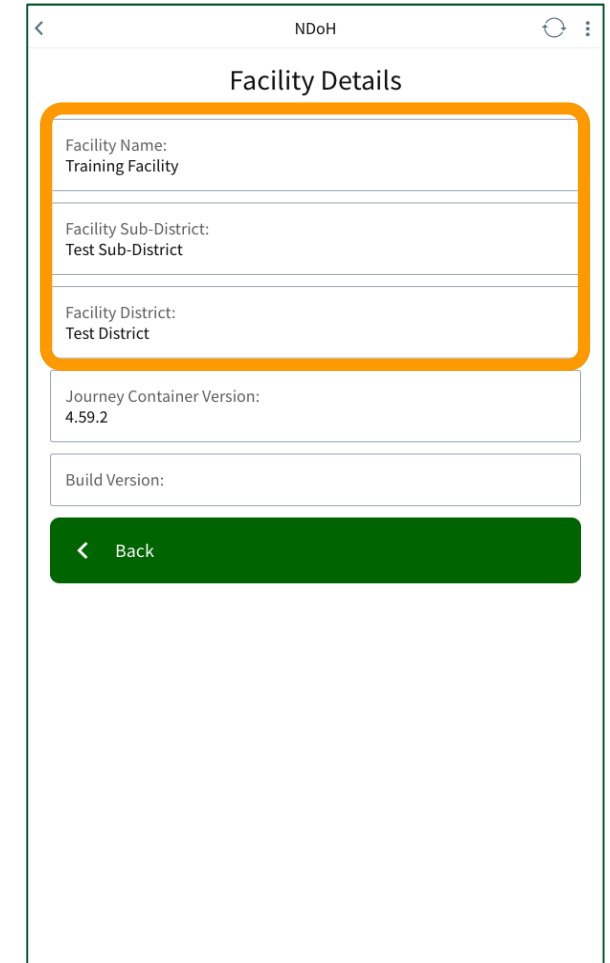 NDoH
Facility Details
Facility Name:
Training Facility
Facility Sub-District:
Test Sub-District
Facility District:
Test District
Journey Container Version:
4.59.2
Build Version:
Back